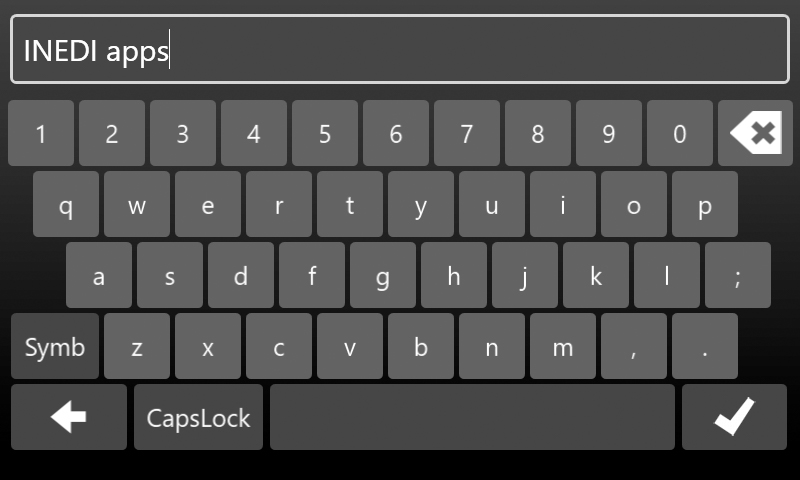 INEDI apps
1 2 3 4 5 6 7 8 9 0
q w e r t y u i o p
a s d f g h j k l ;
Symb z x c v b n m , .
CapsLock